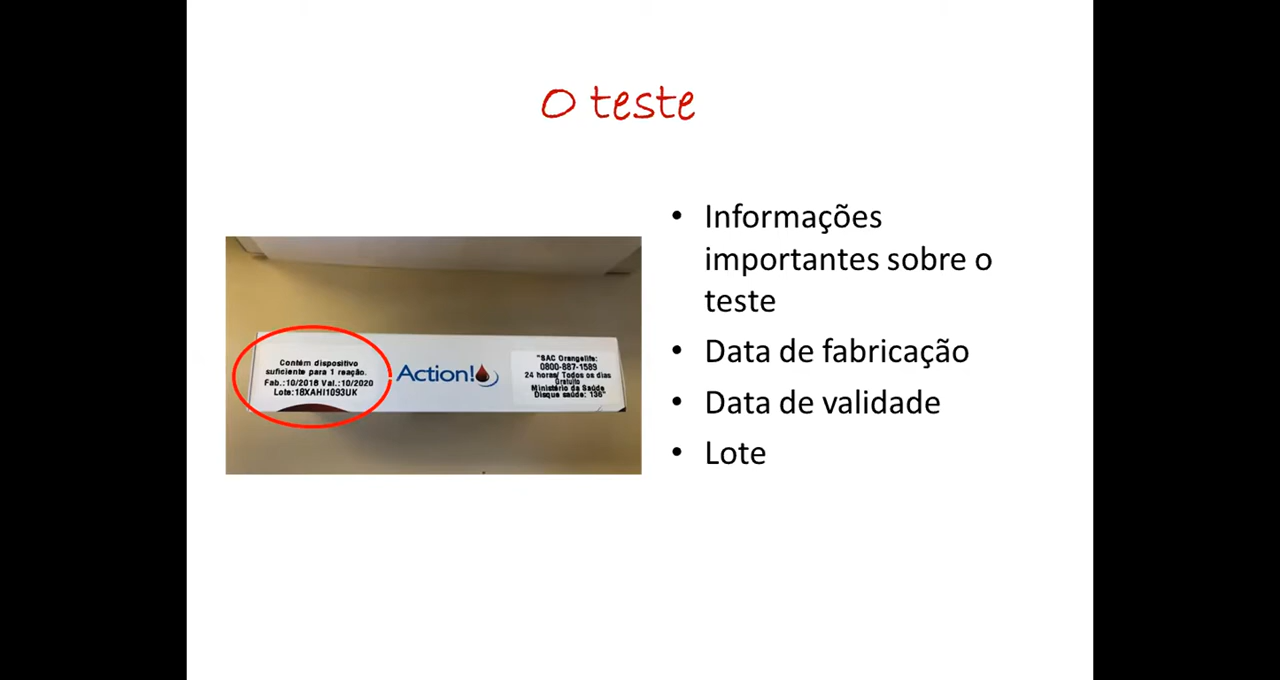 O teste
Contém dispositivo
suficiente para 1 reação.
Fab.:10/2018 Val.:10/2020
Lote:18XAHI1093UK
Action!
"SAC Orangelife:
0800-887-1589
24 horas/ Todos os dias
Gratuito
Ministério da Saúde
Disque saúde: 136"
• Informações
importantes sobre o
teste
• Data de fabricação
• Data de validade
• Lote